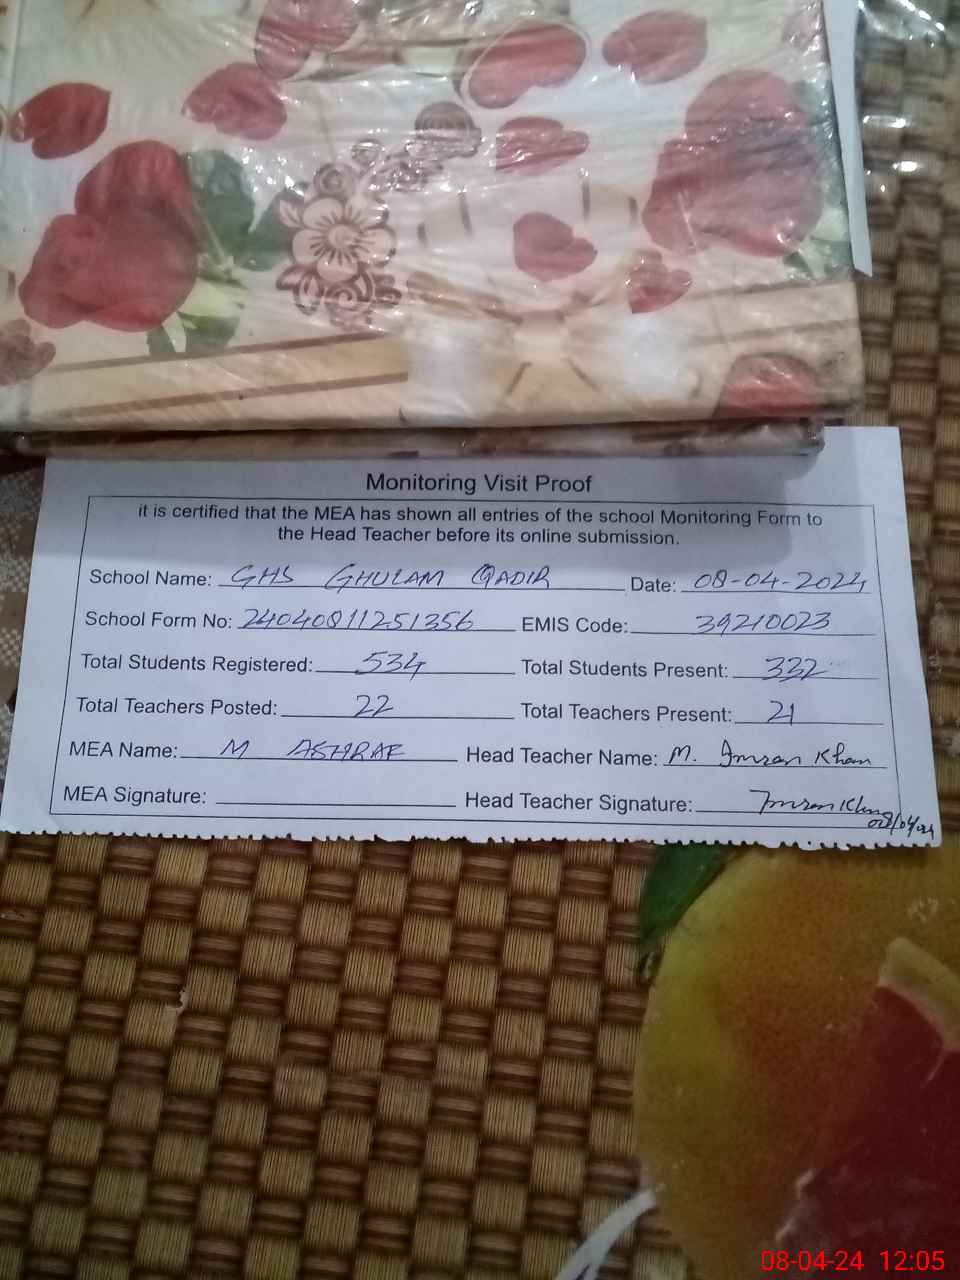 Monitoring Visit Proof
it is certified that the MEA has shown all entries of the school Monitoring Form to
the Head Teacher before its online submission.
School Name: GHS GHULAM QADIR Date: 08-04-2024
School Form No: 24040811251356 EMIS Code: 39210023
Total Students Registered: 534 Total Students Present: 332
Total Teachers Posted: 22 Total Teachers Present: 21
MEA Name: M ASHRAF Head Teacher Name: M. Imran Khan
MEA Signature: Head Teacher Signature: Imran Khan
08/04/24
08-04-24 12:05